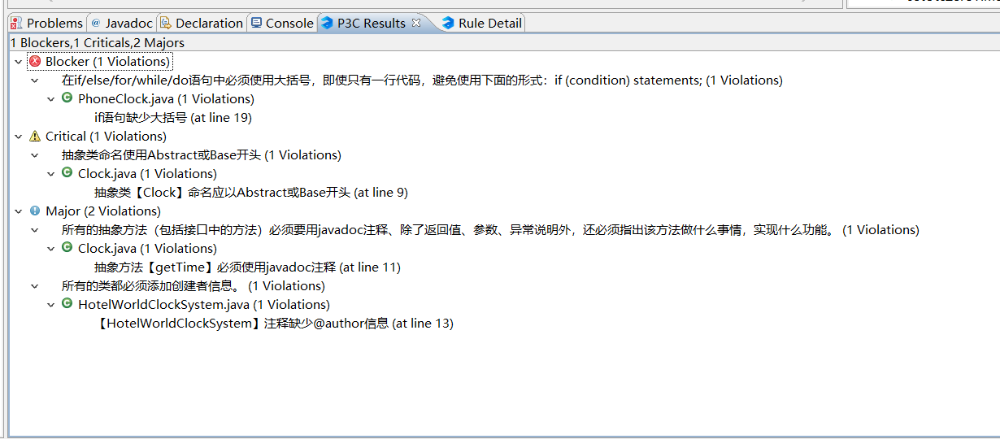 Problems Javadoc Declaration Console P3C Results Rule Detail
1 Blockers,1 Criticals,2 Majors
Blocker (1 Violations)
在if/else/for/while/do语句中必须使用大括号，即使只有一行代码，避免使用下面的形式：if (condition) statements; (1 Violations)
PhoneClock.java (1 Violations)
if语句缺少大括号 (at line 19)
Critical (1 Violations)
抽象类命名使用Abstract或Base开头 (1 Violations)
Clock.java (1 Violations)
抽象类【Clock】命名应以Abstract或Base开头 (at line 9)
Major (2 Violations)
所有的抽象方法（包括接口中的方法）必须要用javadoc注释、除了返回值、参数、异常说明外，还必须指出该方法做什么事情，实现什么功能。 (1 Violations)
Clock.java (1 Violations)
抽象方法【getTime】必须使用javadoc注释 (at line 11)
所有的类都必须添加创建者信息。 (1 Violations)
HotelWorldClockSystem.java (1 Violations)
【HotelWorldClockSystem】注释缺少@author信息 (at line 13)